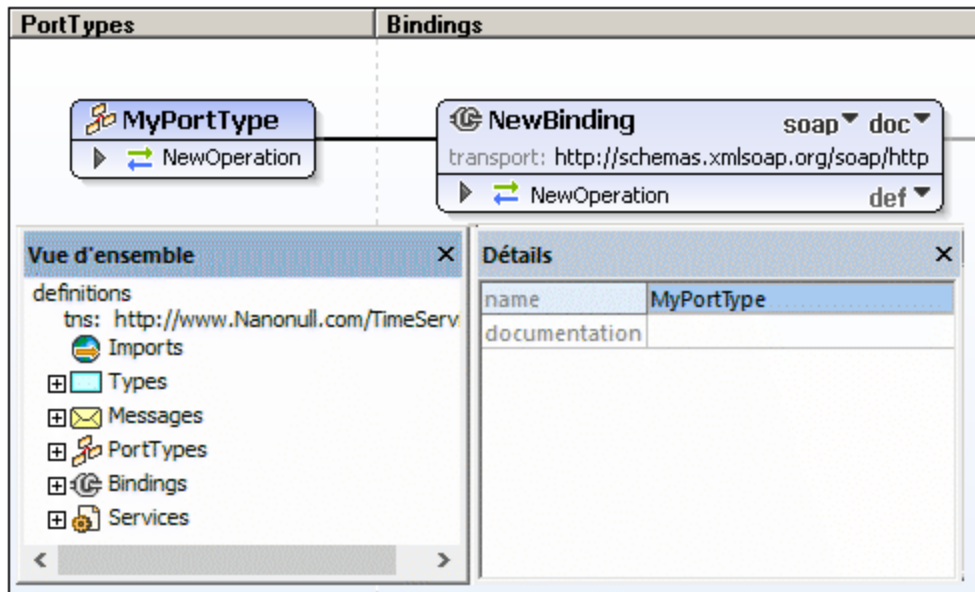 PortTypes
Bindings
MyPortType
NewOperation
NewBinding
soap doc
transport: http://schemas.xmlsoap.org/soap/http
NewOperation
def
Vue d'ensemble
definitions
tns: http://www.Nanonull.com/TimeServi
Imports
Types
Messages
PortTypes
Bindings
Services
Détails
name MyPortType
documentation